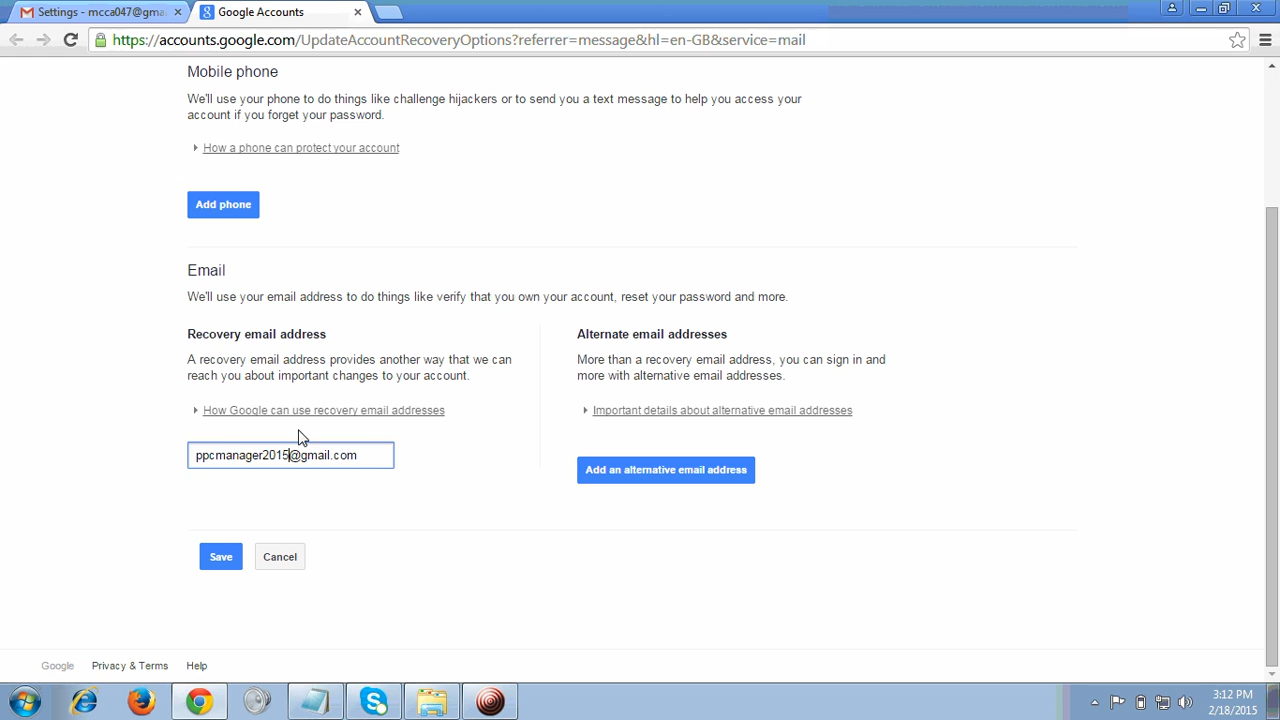 Settings - mcca047@gma
Google Accounts
https://accounts.google.com/UpdateAccountRecoveryOptions?referrer=message&hl=en-GB&service=mail
Mobile phone
We'll use your phone to do things like challenge hijackers or to send you a text message to help you access your
account if you forget your password.
How a phone can protect your account
Add phone
Email
We'll use your email address to do things like verify that you own your account, reset your password and more.
Recovery email address
A recovery email address provides another way that we can
reach you about important changes to your account.
How Google can use recovery email addresses
ppcmanager2015@gmail.com
Alternate email addresses
More than a recovery email address, you can sign in and
more with alternative email addresses.
Important details about alternative email addresses
Add an alternative email address
Save
Cancel
Google
Privacy & Terms
Help
3:12 PM
2/18/2015